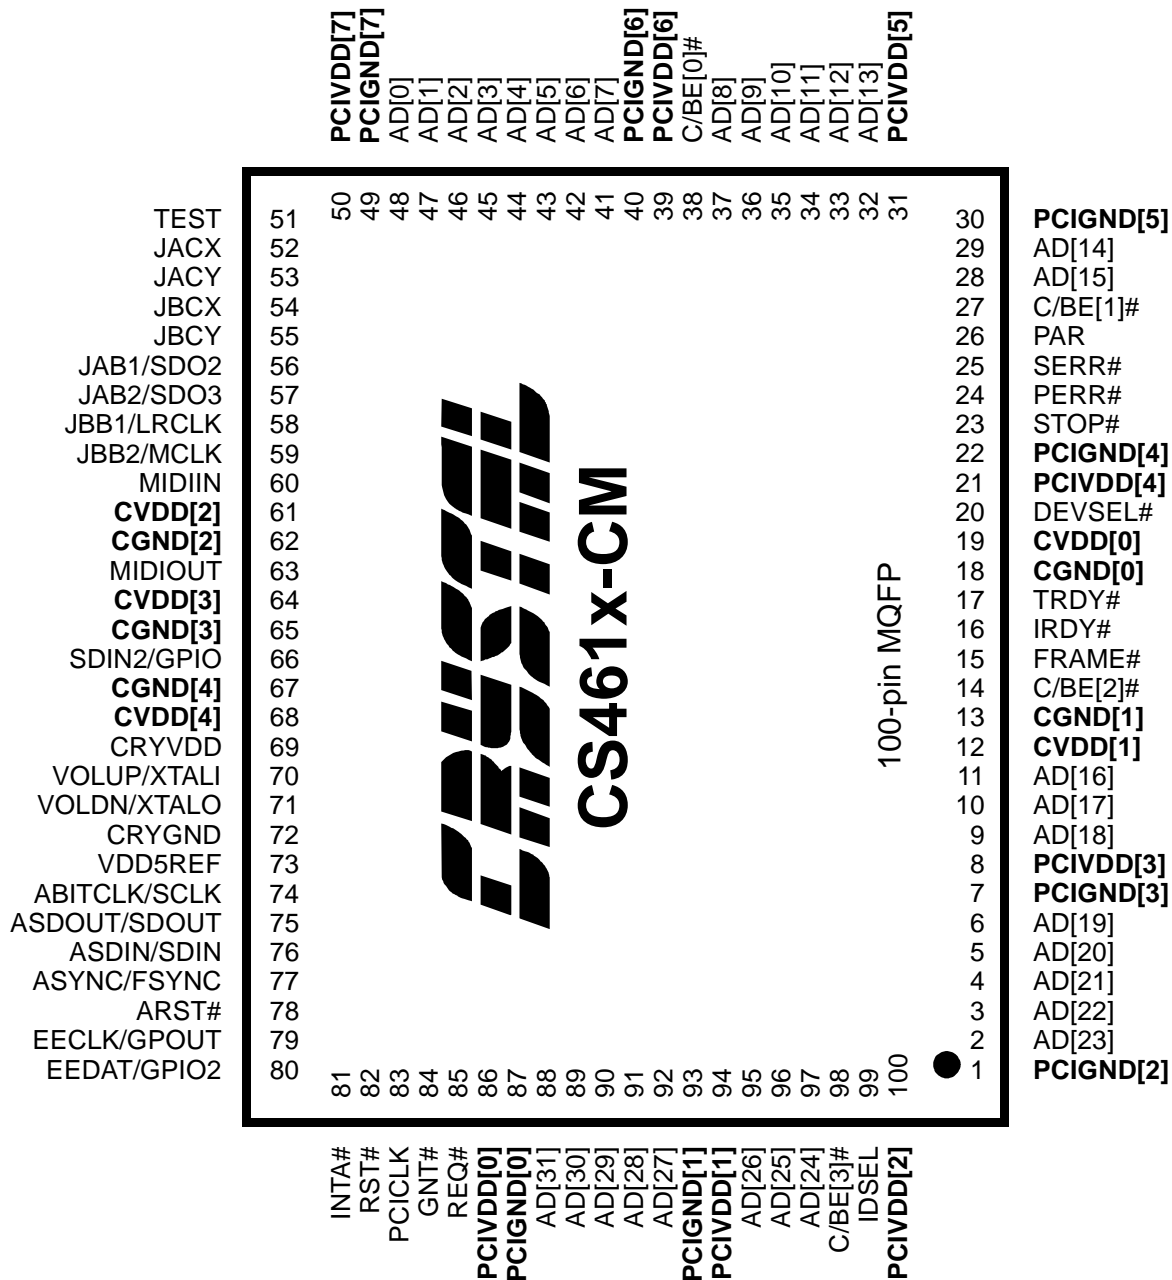 PCIVDD[7]
PCIGND[7]
AD[0]
AD[1]
AD[2]
AD[3]
AD[4]
AD[5]
AD[6]
AD[7]
PCIGND[6]
PCIVDD[6]
C/BE[0]#
AD[8]
AD[9]
AD[10]
AD[11]
AD[12]
AD[13]
PCIVDD[5]
50
49
48
47
46
45
44
43
42
41
40
39
38
37
36
35
34
33
32
31
TEST 51
JACX 52
JACY 53
JBCX 54
JBCY 55
JAB1/SDO2 56
JAB2/SDO3 57
JBB1/LRCLK 58
JBB2/MCLK 59
MIDIIN 60
CVDD[2] 61
CGND[2] 62
MIDIOUT 63
CVDD[3] 64
CGND[3] 65
SDIN2/GPIO 66
CGND[4] 67
CVDD[4] 68
CRYVDD 69
VOLUP/XTALI 70
VOLDN/XTALO 71
CRYGND 72
VDD5REF 73
ABITCLK/SCLK 74
ASDOUT/SDOUT 75
ASDIN/SDIN 76
ASYNC/FSYNC 77
ARST# 78
EECLK/GPOUT 79
EEDAT/GPIO2 80
CRYSTAL
CS461x-CM
100-pin MQFP
30 PCIGND[5]
29 AD[14]
28 AD[15]
27 C/BE[1]#
26 PAR
25 SERR#
24 PERR#
23 STOP#
22 PCIGND[4]
21 PCIVDD[4]
20 DEVSEL#
19 CVDD[0]
18 CGND[0]
17 TRDY#
16 IRDY#
15 FRAME#
14 C/BE[2]#
13 CGND[1]
12 CVDD[1]
11 AD[16]
10 AD[17]
9 AD[18]
8 PCIVDD[3]
7 PCIGND[3]
6 AD[19]
5 AD[20]
4 AD[21]
3 AD[22]
2 AD[23]
1 PCIGND[2]
81
82
83
84
85
86
87
88
89
90
91
92
93
94
95
96
97
98
99
100
INTA#
RST#
PCICLK
GNT#
REQ#
PCIVDD[0]
PCIGND[0]
AD[31]
AD[30]
AD[29]
AD[28]
AD[27]
PCIGND[1]
PCIVDD[1]
AD[26]
AD[25]
AD[24]
C/BE[3]#
IDSEL
PCIVDD[2]